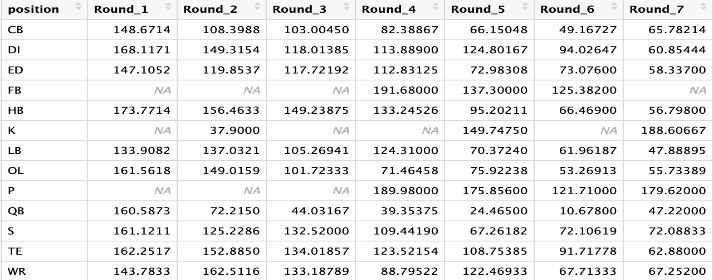 position Round_1 Round_2 Round_3 Round_4 Round_5 Round_6 Round_7
CB 148.6714 108.3988 103.00450 82.38867 66.15048 49.16727 65.78214
DI 168.1171 149.3154 118.01385 113.88900 124.80167 94.02647 60.85444
ED 147.1052 119.8537 117.72192 112.83125 72.98308 73.07600 58.33700
FB NA NA NA 191.68000 137.30000 125.38200 NA
HB 173.7714 156.4633 149.23875 133.24526 95.20211 66.46900 56.79800
K NA 37.9000 NA NA 149.74750 NA 188.60667
LB 133.9082 137.0321 105.26941 124.31000 70.37240 61.96187 47.88895
OL 161.5618 149.0159 101.72333 71.46458 75.92238 53.26913 55.73389
P NA NA NA 189.98000 175.85600 121.71000 179.62000
QB 160.5873 72.2150 44.03167 39.35375 24.46500 10.67800 47.22000
S 161.1211 125.2286 132.52000 109.44190 67.26182 72.10619 72.08833
TE 162.2517 152.8850 134.01857 123.52154 108.75385 91.71778 62.88000
WR 143.7833 162.5116 133.18789 88.79522 122.46933 67.71333 67.25200